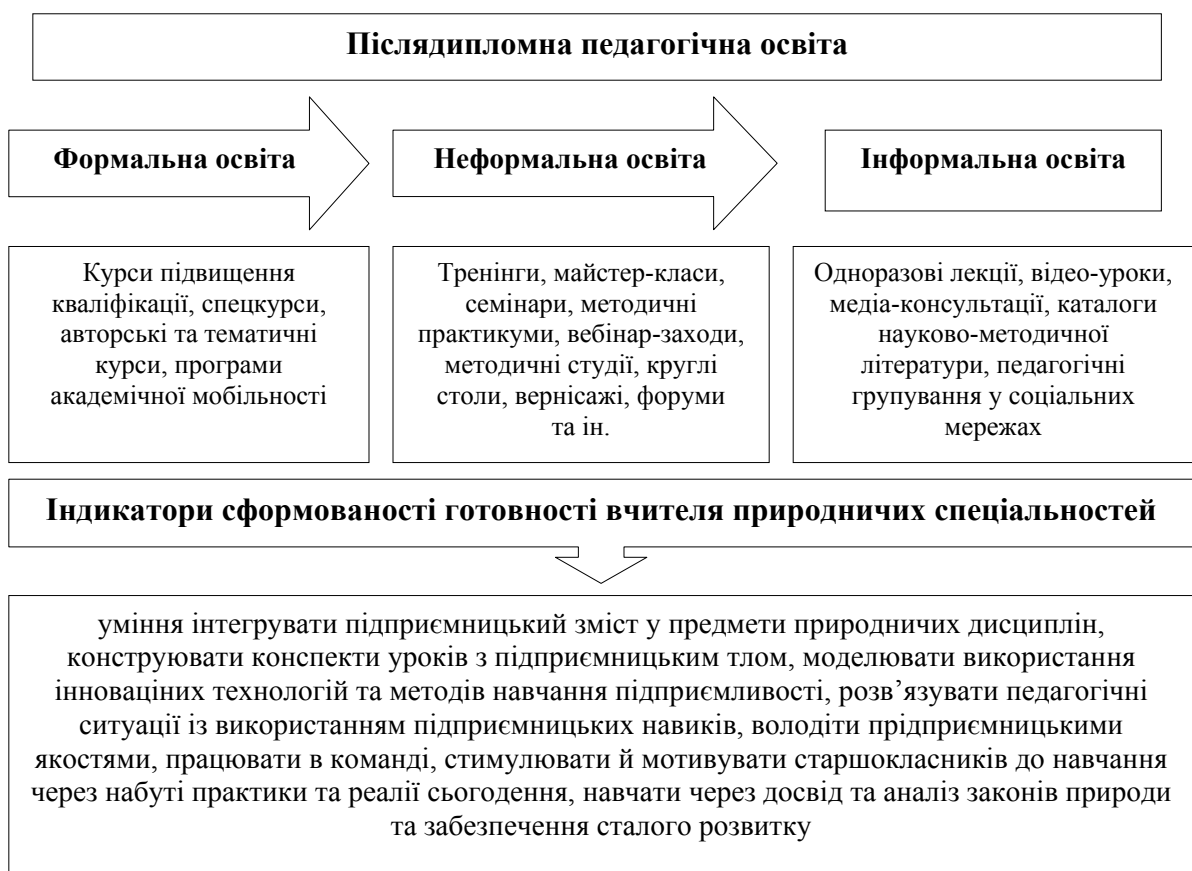 Післядипломна педагогічна освіта
Формальна освіта
Неформальна освіта
Інформальна освіта
Курси підвищення
кваліфікації, спецкурси,
авторські та тематичні
курси, програми
академічної мобільності
Тренінги, майстер-класи,
семінари, методичні
практикуми, вебінар-заходи,
методичні студії, круглі
столи, вернісажі, форуми
та ін.
Одноразові лекції, відео-уроки,
медіа-консультації, каталоги
науково-методичної
літератури, педагогічні
групування у соціальних
мережах
Індикатори сформованості готовності вчителя природничих спеціальностей
уміння інтегрувати підприємницький зміст у предмети природничих дисциплін,
конструювати конспекти уроків з підприємницьким тлом, моделювати використання
інноваціних технологій та методів навчання підприємливості, розв’язувати педагогічні
ситуації із використанням підприємницьких навиків, володіти прідприємницькими
якостями, працювати в команді, стимулювати й мотивувати старшокласників до навчання
через набуті практики та реалії сьогодення, навчати через досвід та аналіз законів природи
та забезпечення сталого розвитку